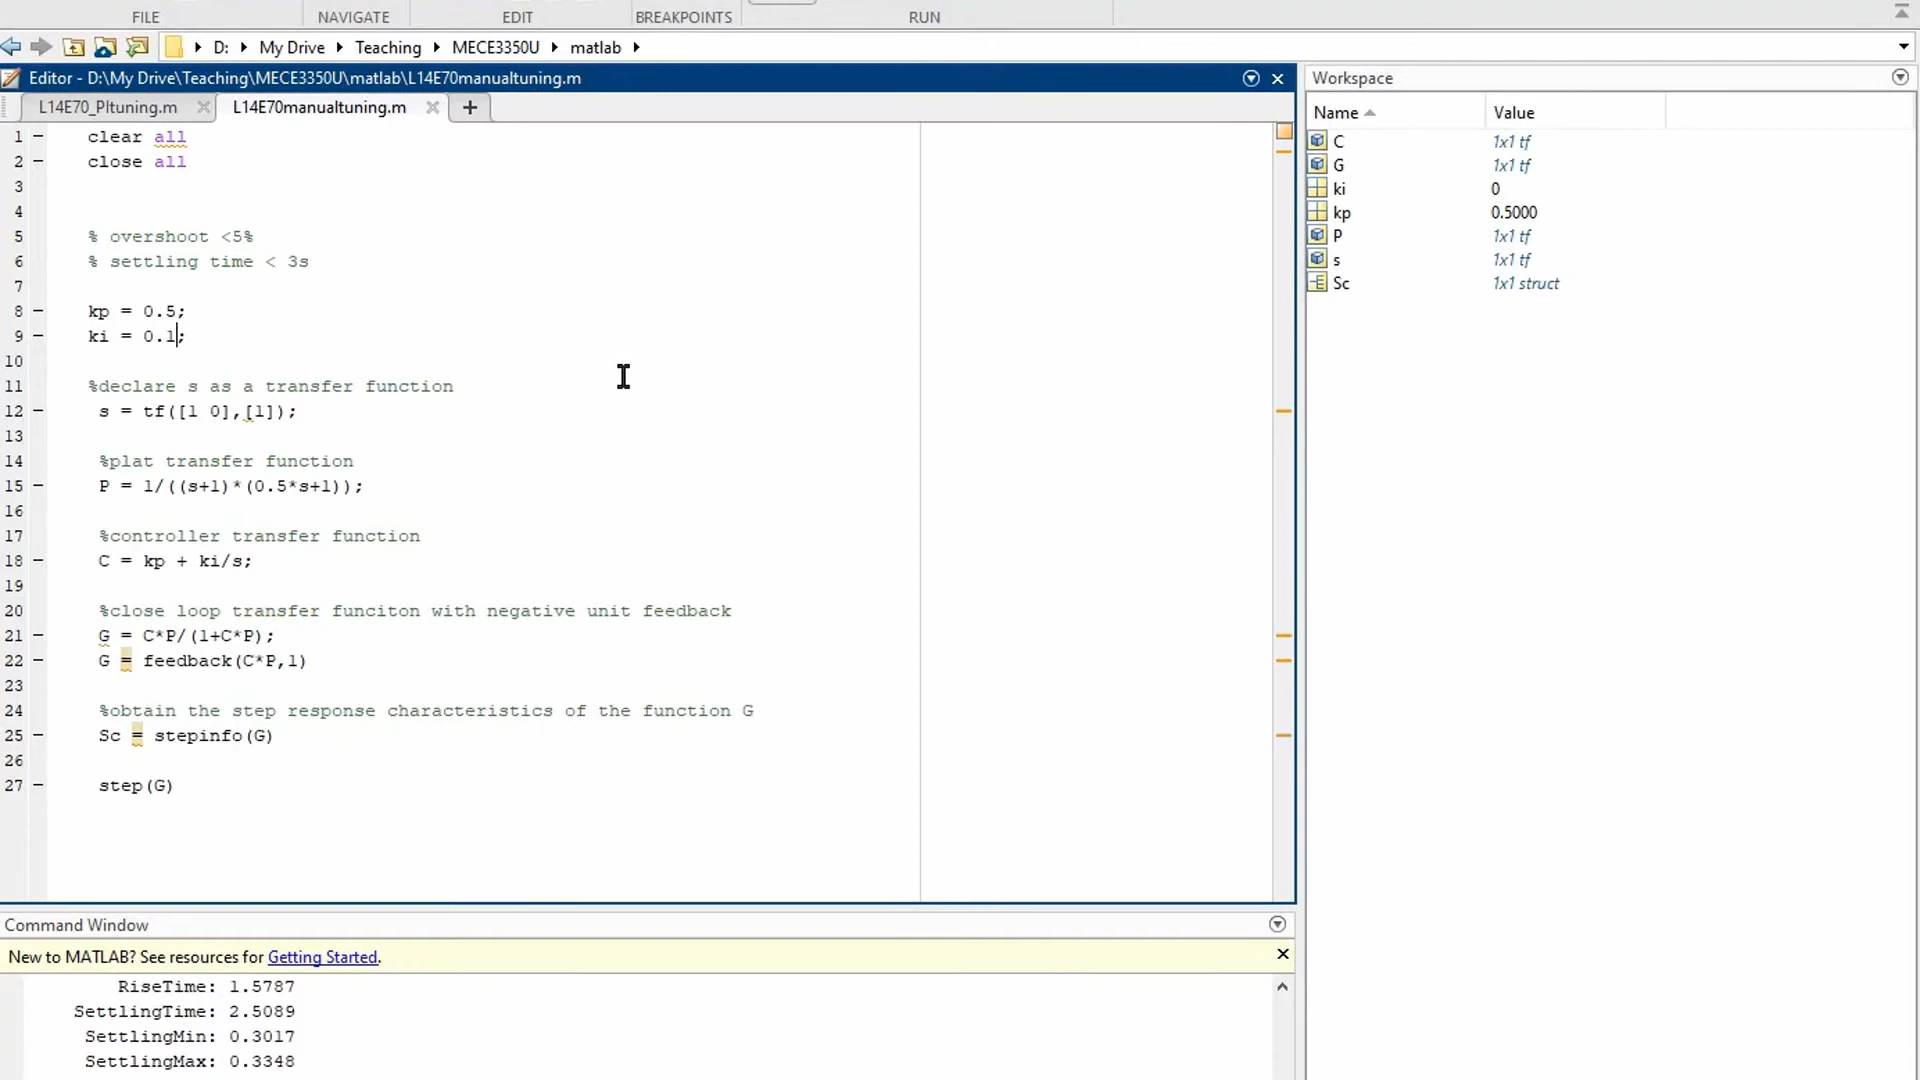 FILE NAVIGATE EDIT BREAKPOINTS RUN
D: My Drive Teaching MECE3350U matlab
Editor - D:\My Drive\Teaching\MECE3350U\matlab\L14E70manualtuning.m
L14E70_PItuning.m L14E70manualtuning.m
1 clear all
2 close all
3
4
5 % overshoot <5%
6 % settling time < 3s
7
8 kp = 0.5;
9 ki = 0.1;
10
11 %declare s as a transfer function
12 s = tf([1 0],[1]);
13
14 %plat transfer function
15 P = 1/((s+1)*(0.5*s+1));
16
17 %controller transfer function
18 C = kp + ki/s;
19
20 %close loop transfer funciton with negative unit feedback
21 G = C*P/(1+C*P);
22 G = feedback(C*P,1)
23
24 %obtain the step response characteristics of the function G
25 Sc = stepinfo(G)
26
27 step(G)
Command Window
New to MATLAB? See resources for Getting Started.
RiseTime: 1.5787
SettlingTime: 2.5089
SettlingMin: 0.3017
SettlingMax: 0.3348
Workspace
Name Value
C 1x1 tf
G 1x1 tf
ki 0
kp 0.5000
P 1x1 tf
s 1x1 tf
Sc 1x1 struct